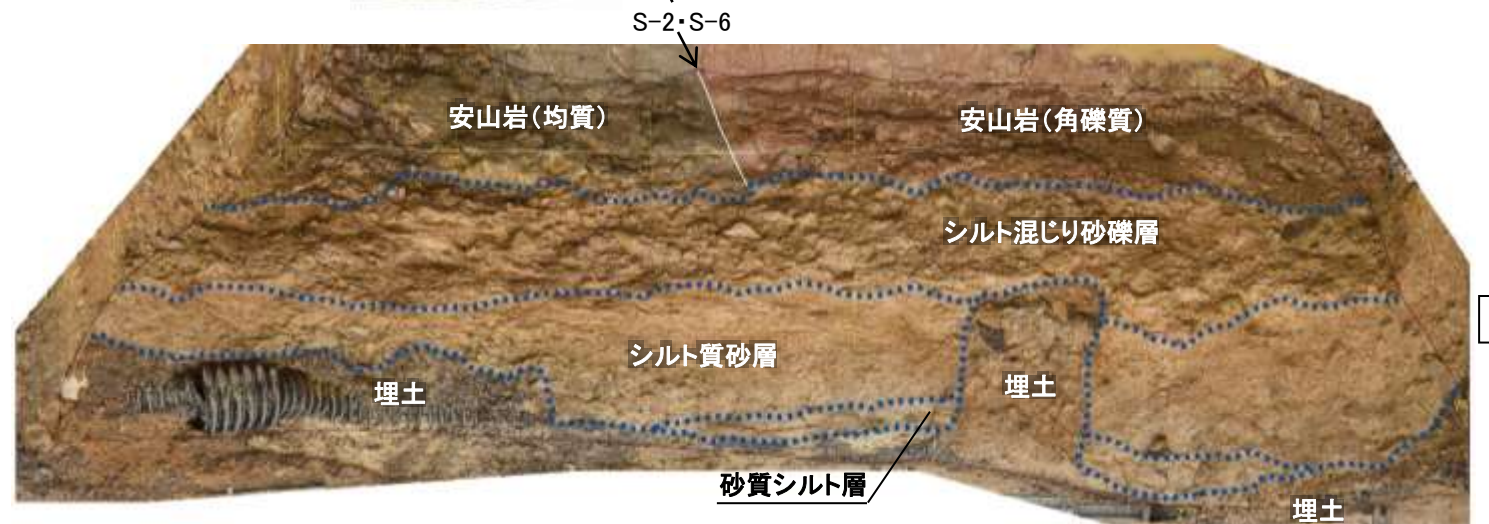 S-2・S-6
安山岩(均質)
安山岩(角礫質)
シルト混じり砂礫層
シルト質砂層
埋土
埋土
砂質シルト層
埋土